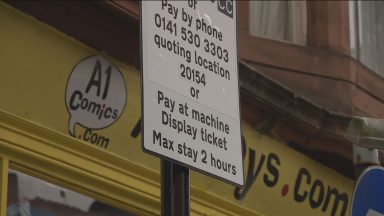 CC
or
Pay by phone
0141 530 3303
quoting location
20154
or
Pay at machine
Display ticket
Max stay 2 hours
A1
Comics
.com
ys.com